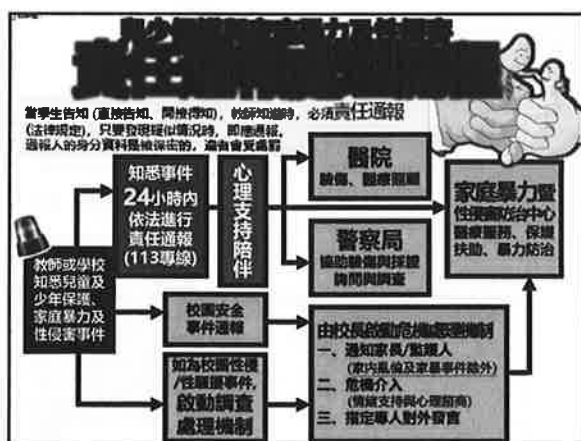 當學生告知 (直接告知、間接得知)，教師知道時，必須責任通報
(法律規定)，只要發現疑似情況時，即應通報，
通報人的身分資料是被保密的，違者會受處罰
知悉事件
24小時內
依法進行
責任通報
(113專線)
心理支持陪伴
醫院
驗傷、醫療照顧
警察局
協助驗傷與採證
詢問與調查
家庭暴力暨
性侵害防治中心
醫療服務、保護
扶助、暴力防治
教師或學校
知悉兒童及
少年保護、
家庭暴力及
性侵害事件
校園安全
事件通報
如為校園性侵
/性騷擾事件,
啟動調查
處理機制
由校長啟動危機處理機制
一、通知家長/監護人
(家內亂倫及家暴事件除外)
二、危機介入
(情緒支持與心理諮商)
三、指定專人對外發言